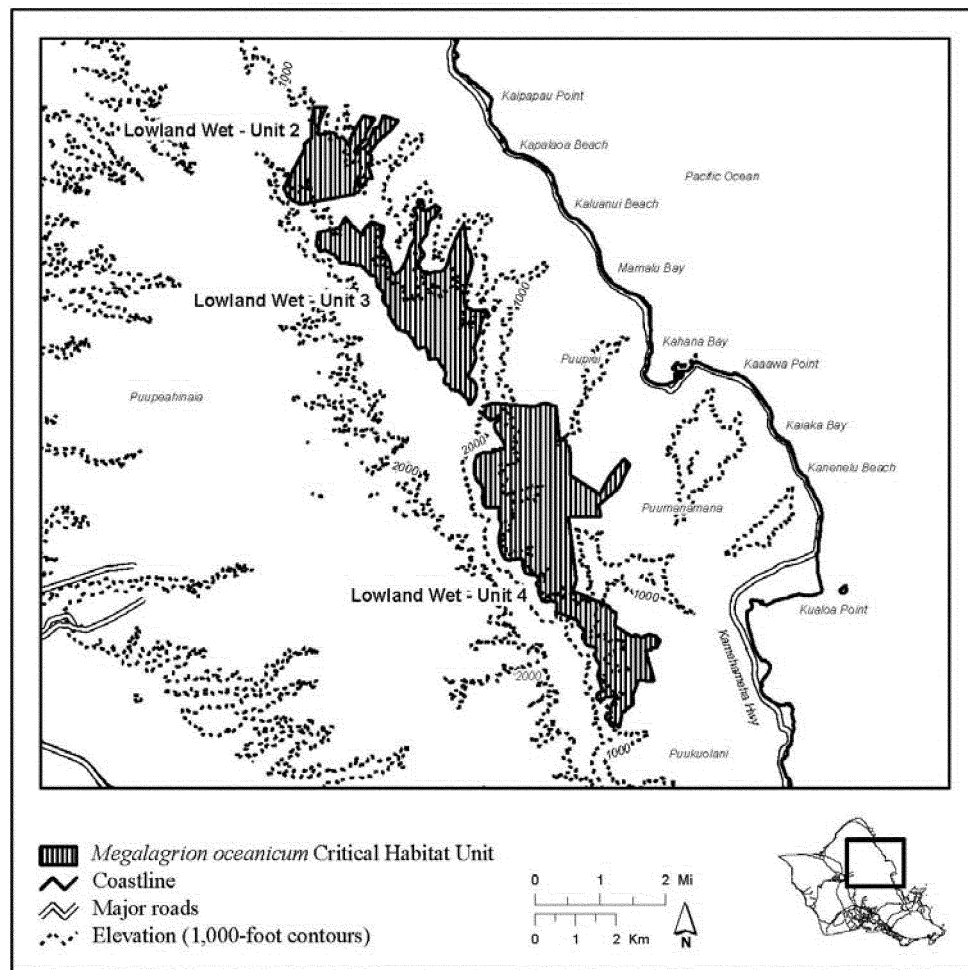 1000
Kaipapau Point
Lowland Wet - Unit 2
Kapalaoa Beach
Pacific Ocean
Kaluanui Beach
Mamalu Bay
Lowland Wet - Unit 3
1000
Kahana Bay
Puupiei
Kaaawa Point
Puupeahinaia
Kaiaka Bay
2000
2000
Kanenelu Beach
Puumanamana
Lowland Wet - Unit 4
1000
Kualoa Point
Kamehameha Hwy
2000
1000
Puukuolani
Megalagrion oceanicum Critical Habitat Unit
Coastline
Major roads
Elevation (1,000-foot contours)
0 1 2 Mi
0 1 2 Km
N